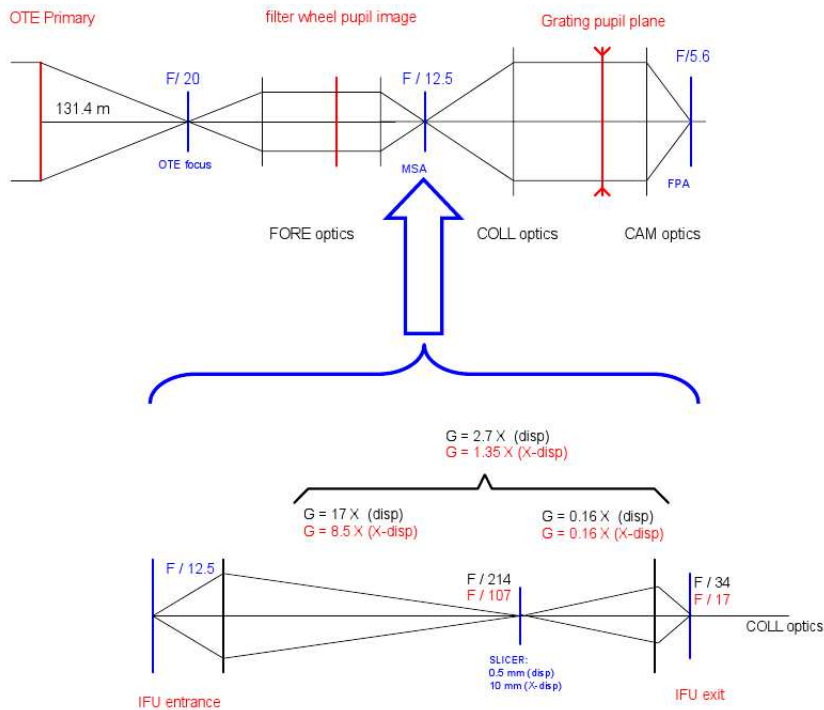 OTE Primary
filter wheel pupil image
Grating pupil plane
F/ 20
F / 12.5
F/5.6
131.4 m
OTE focus
MSA
FPA
FORE optics
COLL optics
CAM optics
G = 2.7 X (disp)
G = 1.35 X (X-disp)
G = 17 X (disp)
G = 8.5 X (X-disp)
G = 0.16 X (disp)
G = 0.16 X (X-disp)
F / 12.5
F / 214
F / 107
F / 34
F / 17
COLL optics
SLICER:
0.5 mm (disp)
10 mm (X-disp)
IFU entrance
IFU exit